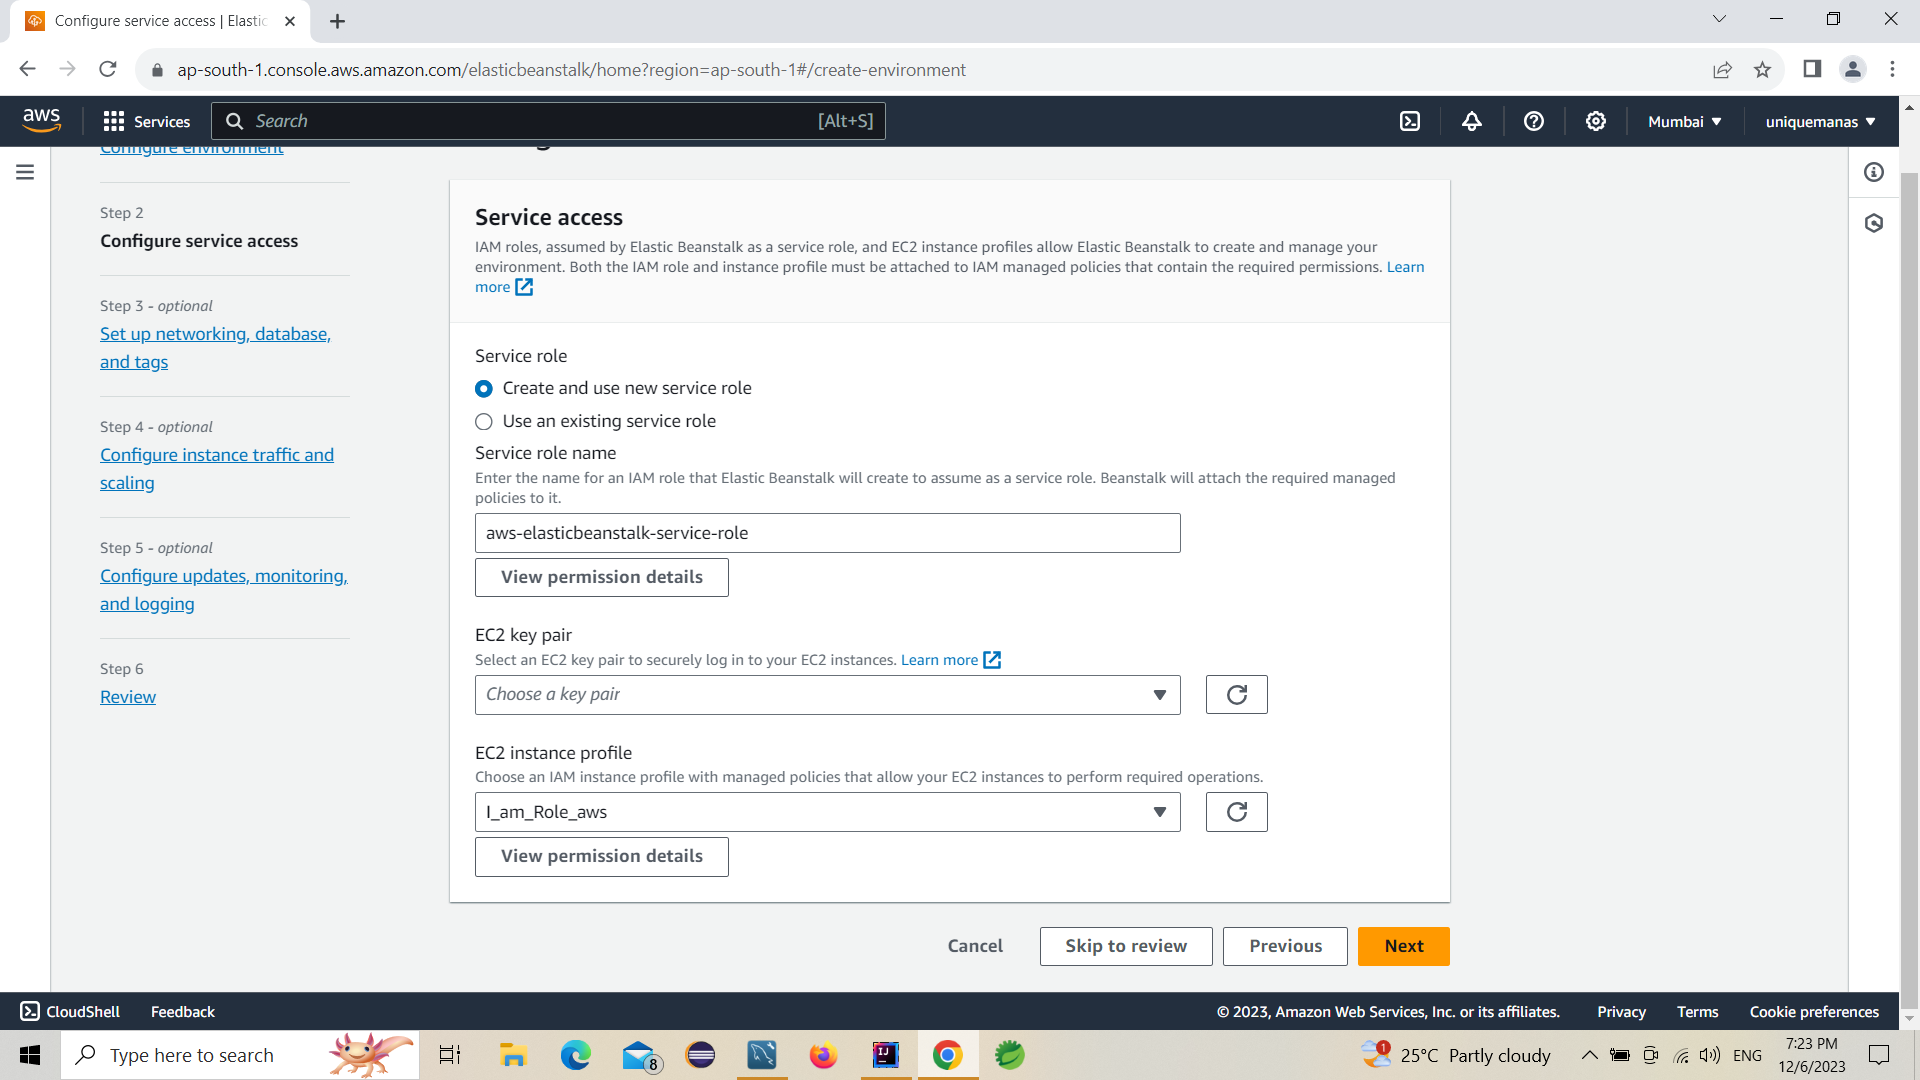 Configure service access | Elastic
ap-south-1.console.aws.amazon.com/elasticbeanstalk/home?region=ap-south-1#/create-environment
aws
Services
Search
[Alt+S]
Mumbai
uniquemanas
Configure environment
Step 2
Configure service access
Step 3 - optional
Set up networking, database,
and tags
Step 4 - optional
Configure instance traffic and
scaling
Step 5 - optional
Configure updates, monitoring,
and logging
Step 6
Review
Service access
IAM roles, assumed by Elastic Beanstalk as a service role, and EC2 instance profiles allow Elastic Beanstalk to create and manage your
environment. Both the IAM role and instance profile must be attached to IAM managed policies that contain the required permissions. Learn
more
Service role
Create and use new service role
Use an existing service role
Service role name
Enter the name for an IAM role that Elastic Beanstalk will create to assume as a service role. Beanstalk will attach the required managed
policies to it.
aws-elasticbeanstalk-service-role
View permission details
EC2 key pair
Select an EC2 key pair to securely log in to your EC2 instances. Learn more
Choose a key pair
EC2 instance profile
Choose an IAM instance profile with managed policies that allow your EC2 instances to perform required operations.
I_am_Role_aws
View permission details
Cancel
Skip to review
Previous
Next
CloudShell
Feedback
© 2023, Amazon Web Services, Inc. or its affiliates.
Privacy
Terms
Cookie preferences
Type here to search
8
IJ
1
25°C Partly cloudy
ENG
7:23 PM
12/6/2023